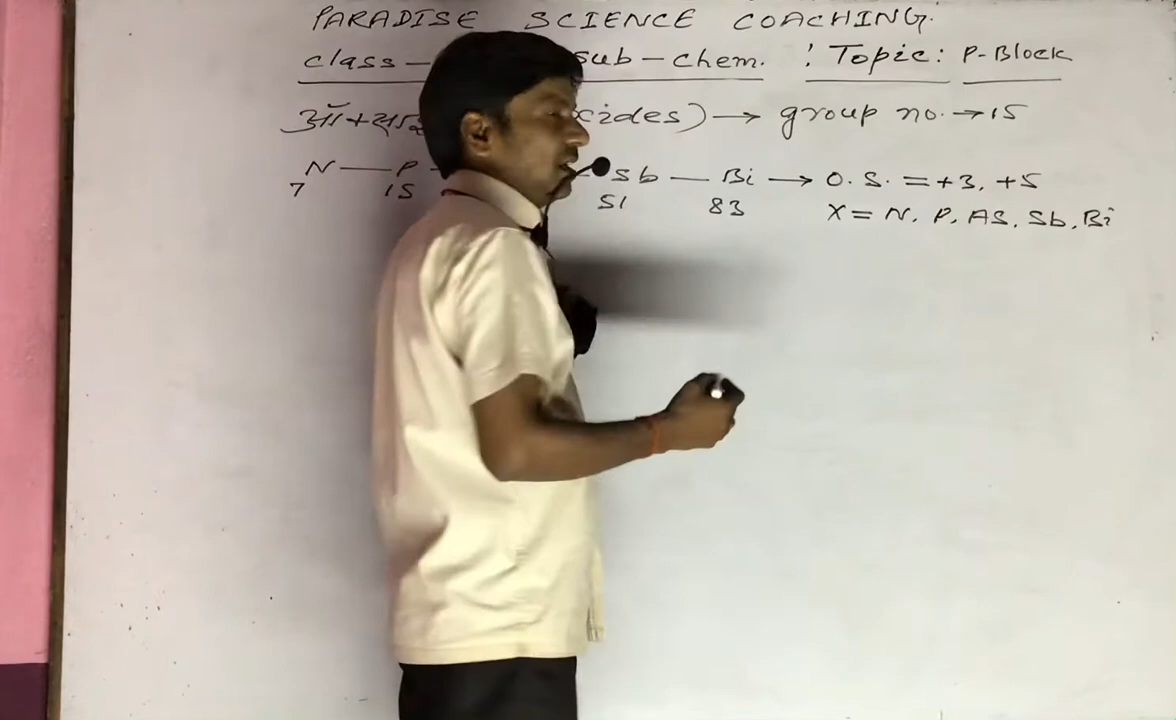 PARADISE SCIENCE COACHING.
class- sub-chem. : Topic: P-Block
xides) → group no. → 15
N — P Sb — Bi → O.S. = +3, +5
7 15 51 83 X = N, P, AS, Sb, Bi